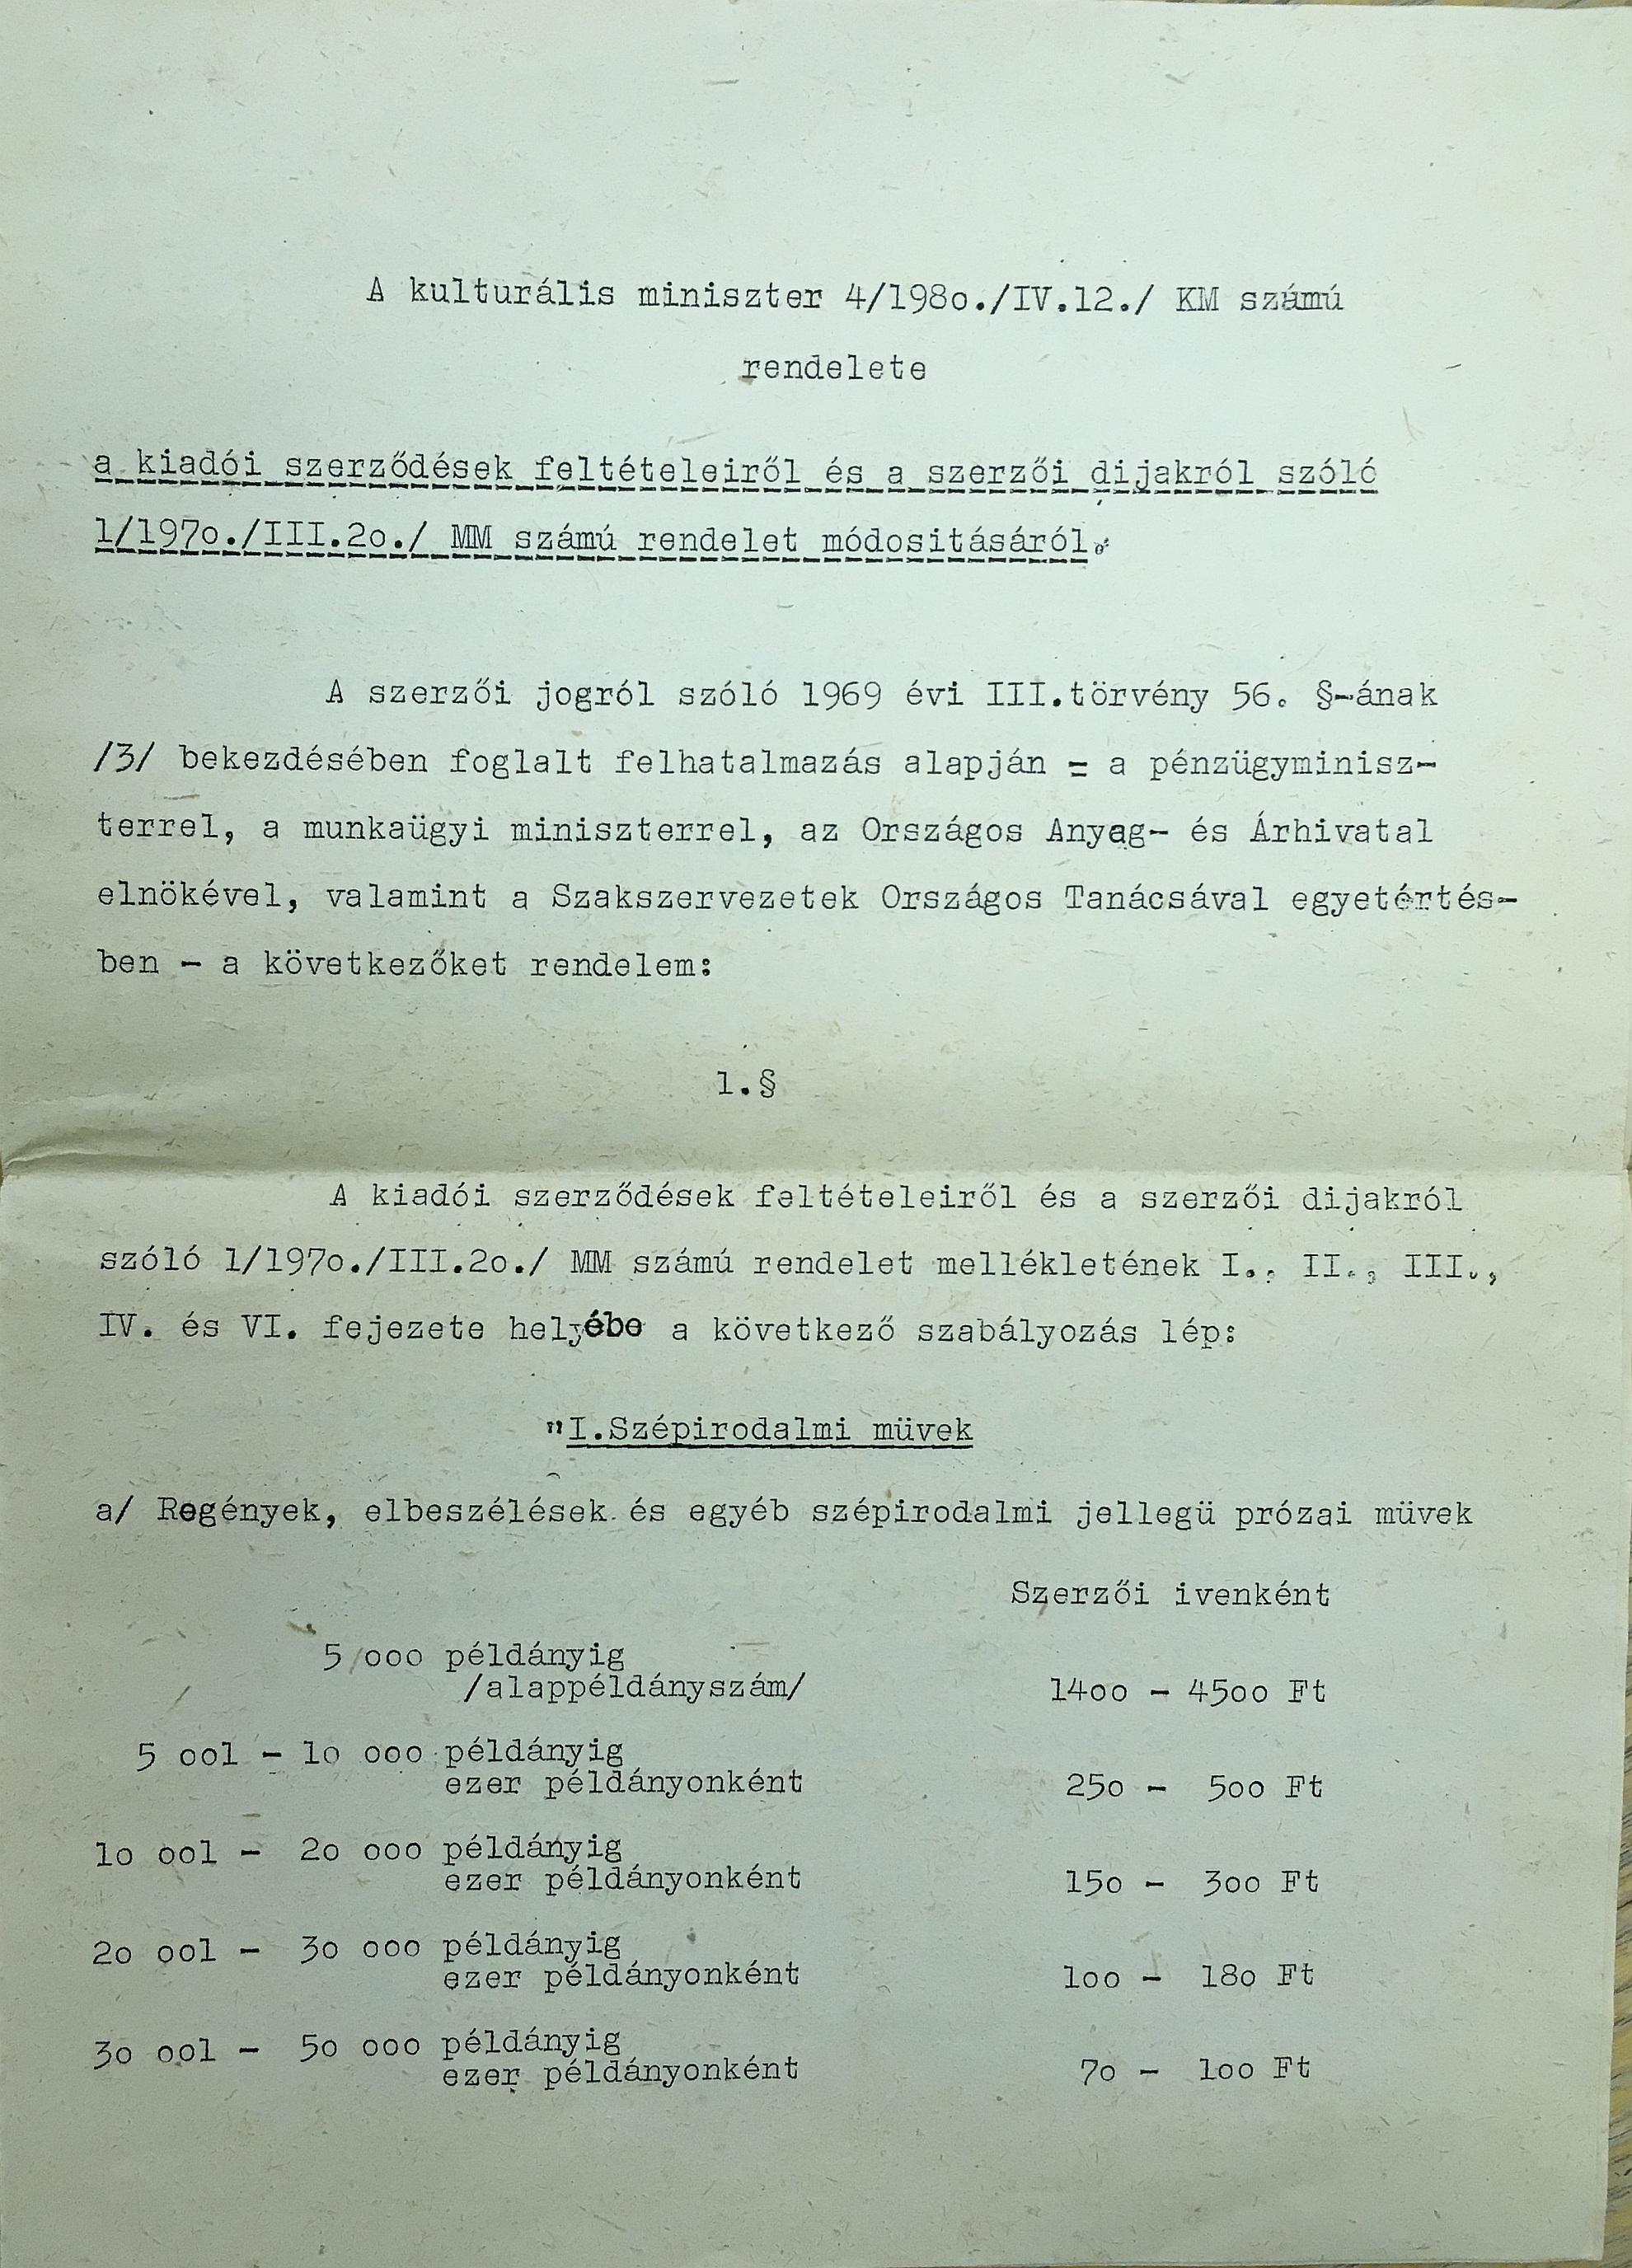 A kulturális miniszter 4/198o./IV.12./ KM számú
rendelete
a kiadói szerződések feltételeiről és a szerzői dijakról szóló
1/197o./III.2o./ MM számú rendelet módositásáról.
A szerzői jogról szóló 1969 évi III.törvény 56. §-ának
/3/ bekezdésében foglalt felhatalmazás alapján = a pénzügyminisz-
terrel, a munkaügyi miniszterrel, az Országos Anyag- és Árhivatal
elnökével, valamint a Szakszervezetek Országos Tanácsával egyetértés-
ben - a következőket rendelem:
1.§
A kiadói szerződések feltételeiről és a szerzői dijakról
szóló 1/197o./III.2o./ MM számú rendelet mellékletének I., II., III.,
IV. és VI. fejezete helyébe a következő szabályozás lép:
"I.Szépirodalmi müvek
a/ Regények, elbeszélések és egyéb szépirodalmi jellegü prózai müvek
Szerzői ivenként
5 ooo példányig
/alappéldányszám/ 14oo - 45oo Ft
5 oo1 - 1o ooo példányig
ezer példányonként 25o - 5oo Ft
1o oo1 - 2o ooo példányig
ezer példányonként 15o - 3oo Ft
2o oo1 - 3o ooo példányig
ezer példányonként 1oo - 18o Ft
3o oo1 - 5o ooo példányig
ezer példányonként 7o - 1oo Ft